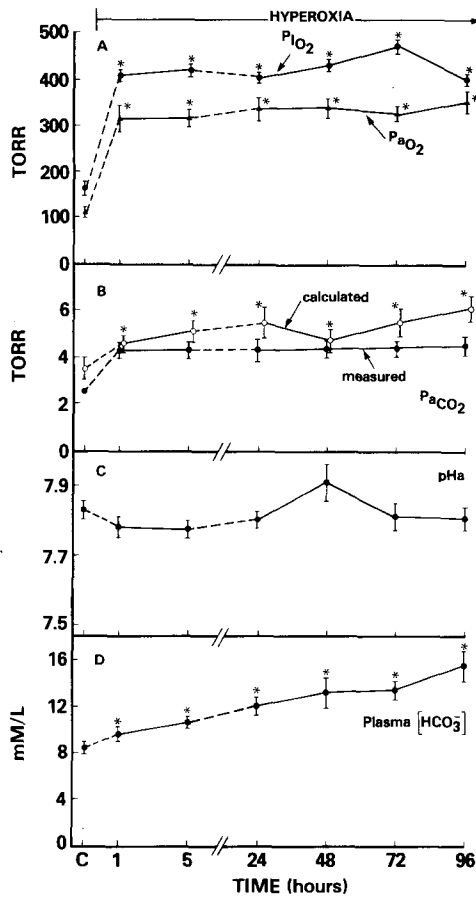 HYPEROXIA
500
A
PIO2
400
TORR
300
PaO2
200
100
0
B
6
calculated
TORR
4
measured
2
PaCO2
0
C
pHa
7.9
7.7
7.5
D
16
mM/L
12
Plasma [HCO3-]
8
4
0
C 1 5 24 48 72 96
TIME (hours)